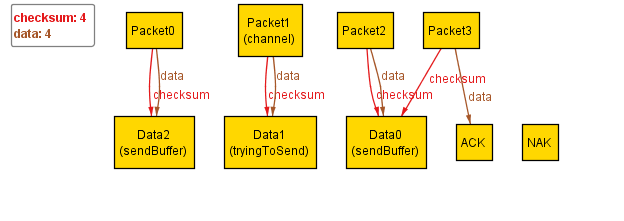 checksum: 4
data: 4
Packet0
Packet1
(channel)
Packet2
Packet3
data
checksum
data
checksum
data
checksum
checksum
data
Data2
(sendBuffer)
Data1
(tryingToSend)
Data0
(sendBuffer)
ACK
NAK